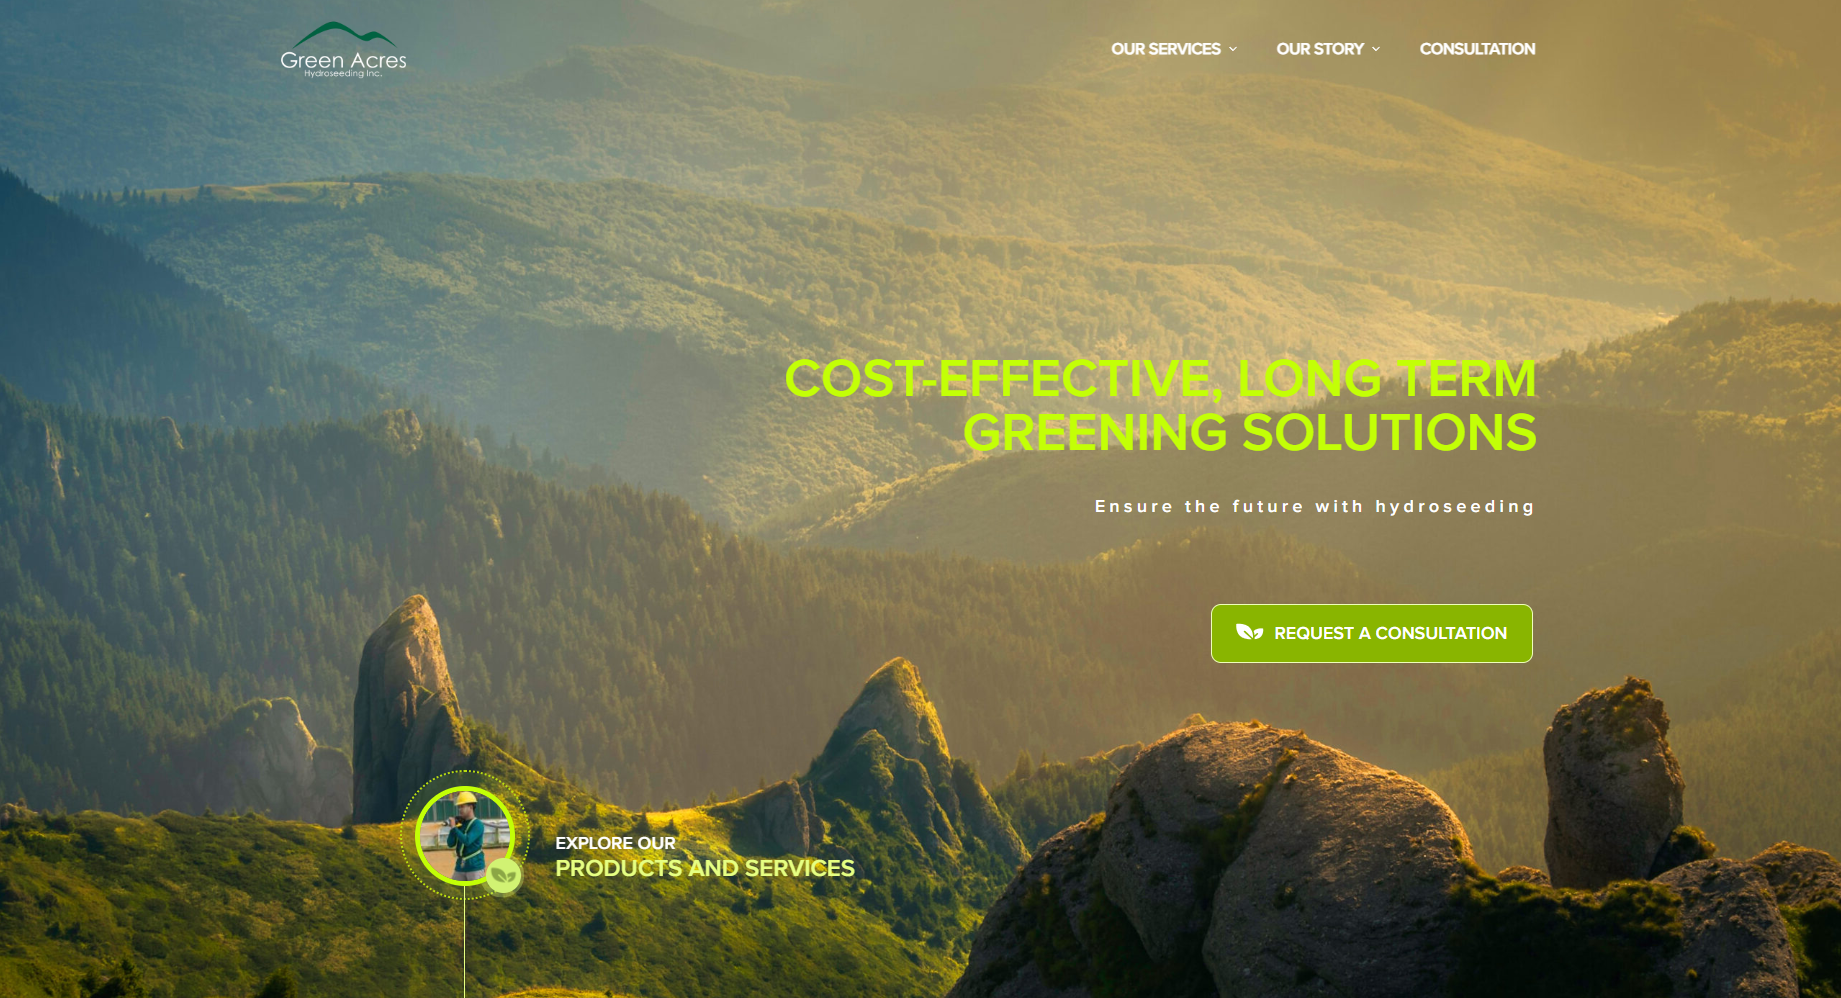 Green Acres
Hydroseeding Inc.
OUR SERVICES
OUR STORY
CONSULTATION
COST-EFFECTIVE, LONG TERM
GREENING SOLUTIONS
Ensure the future with hydroseeding
REQUEST A CONSULTATION
EXPLORE OUR
PRODUCTS AND SERVICES